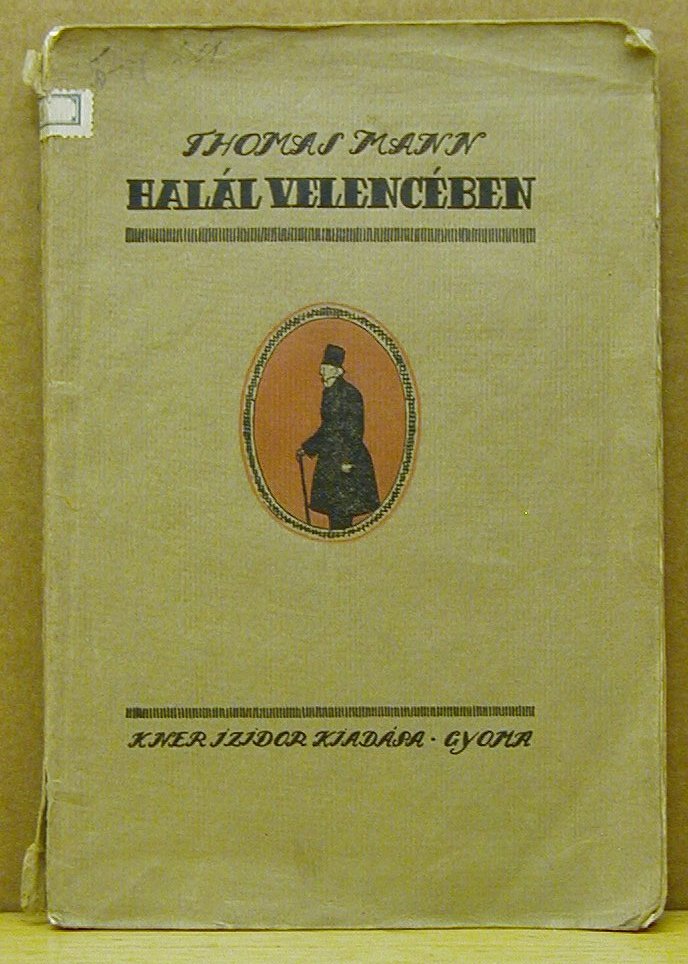 THOMAS MANN
HALÁL VELENCÉBEN
KNER IZIDOR KIADÁSA · GYOMA